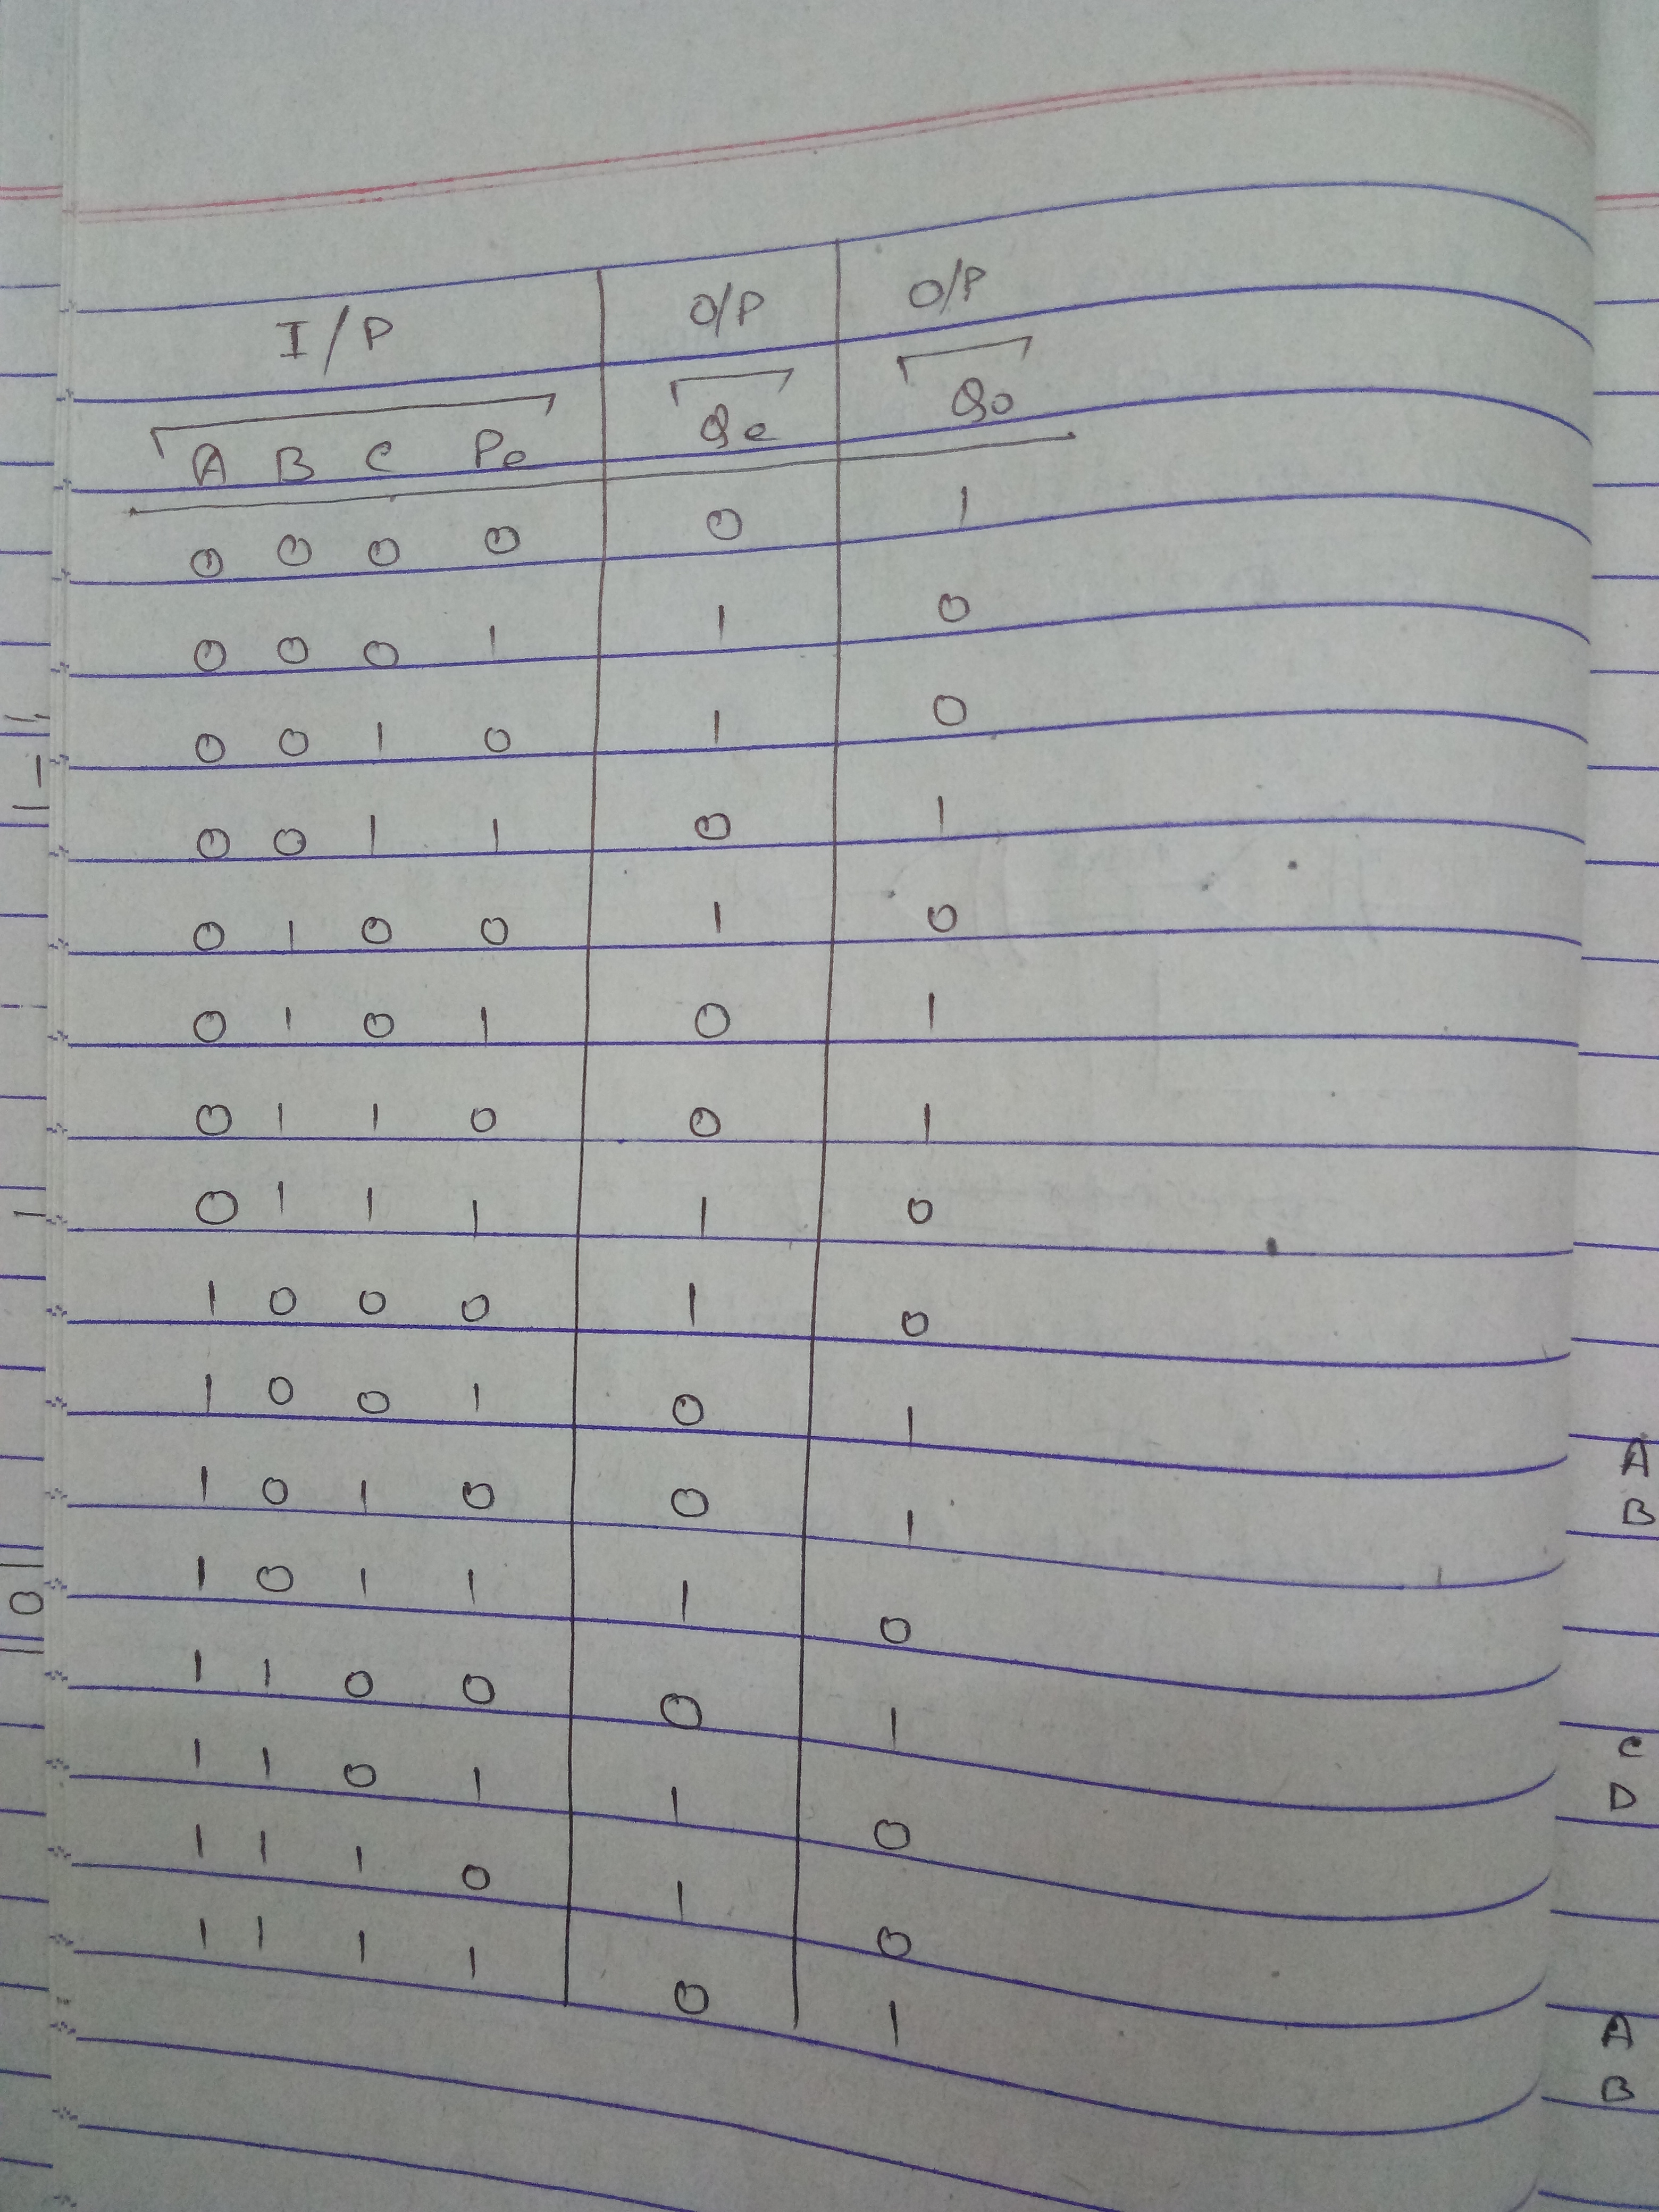 I/P O/P O/P
A B C Pe Qe Qo
0 0 0 0 0 1
0 0 0 1 1 0
0 0 1 0 1 0
0 0 1 1 0 1
0 1 0 0 1 0
0 1 0 1 0 1
0 1 1 0 0 1
0 1 1 1 1 0
1 0 0 0 1 0
1 0 0 1 0 1
1 0 1 0 0 1
1 0 1 1 1 0
1 1 0 0 0 1
1 1 0 1 1 0
1 1 1 0 1 0
1 1 1 1 0 1
1
0
A
B
C
D
A
B